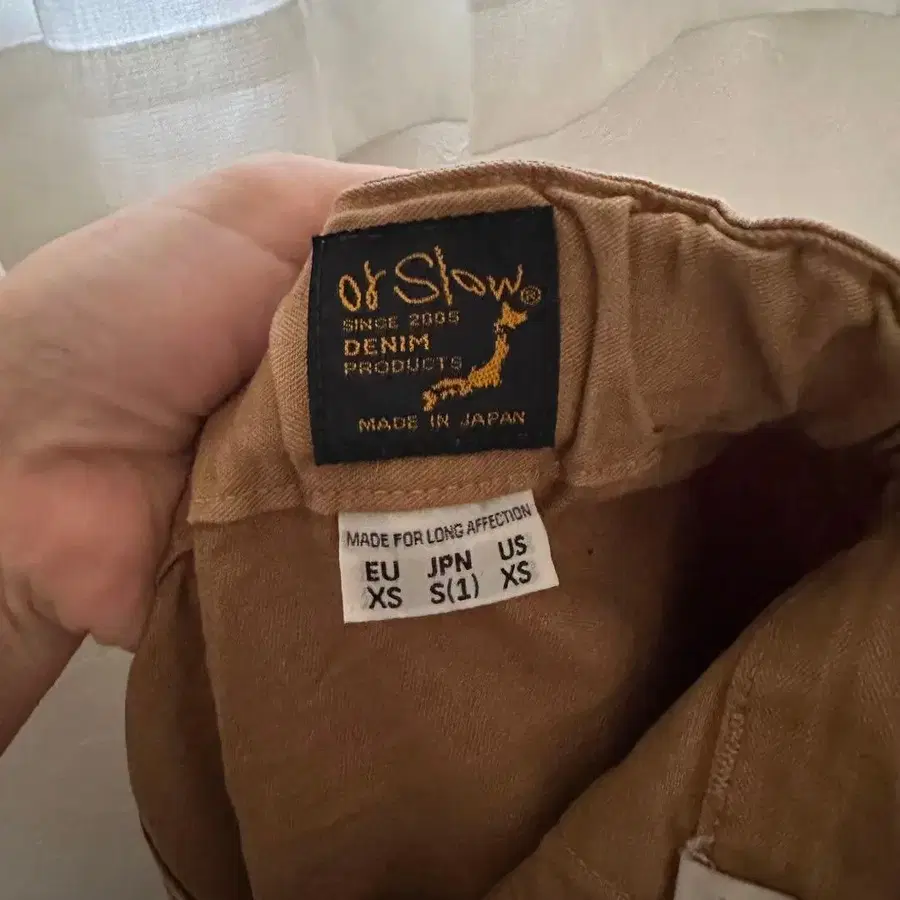 or Slow®
SINCE 2005
DENIM
PRODUCTS
MADE IN JAPAN
MADE FOR LONG AFFECTION
EU JPN US
XS S(1) XS